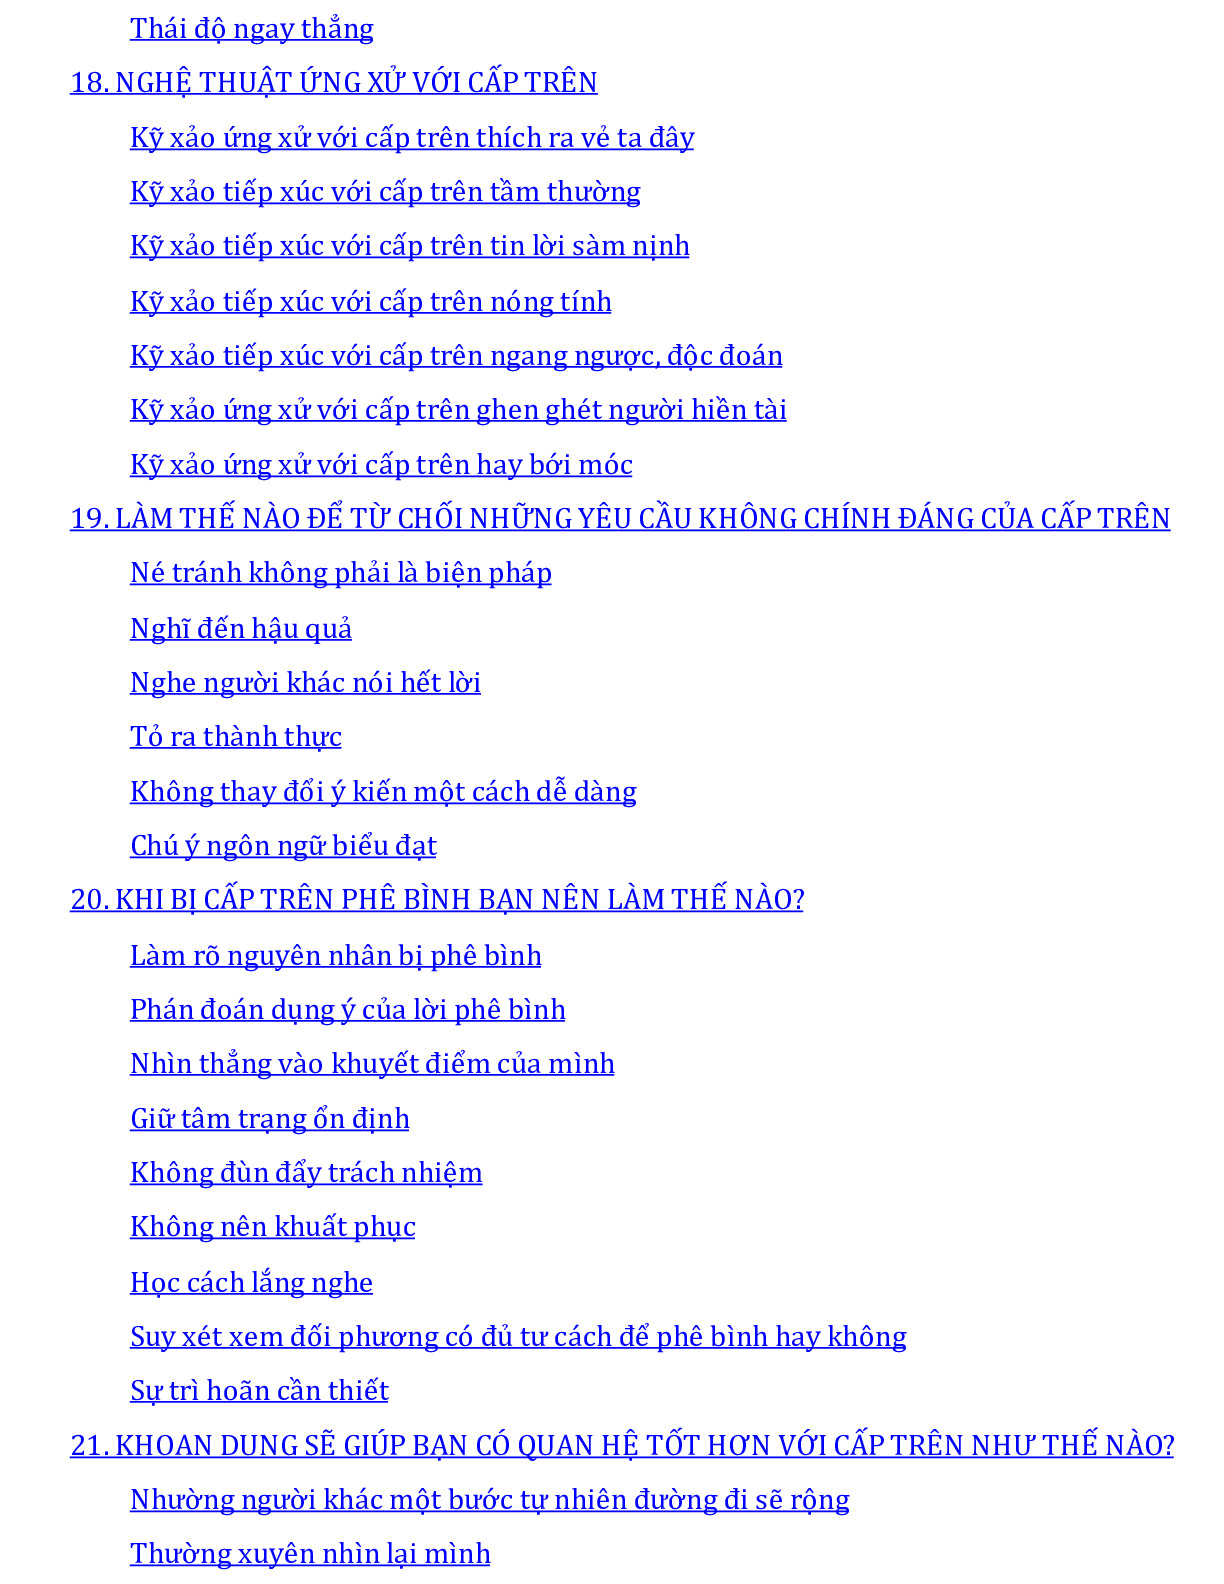 Thái độ ngay thẳng
18. NGHỆ THUẬT ỨNG XỬ VỚI CẤP TRÊN
Kỹ xảo ứng xử với cấp trên thích ra vẻ ta đây
Kỹ xảo tiếp xúc với cấp trên tầm thường
Kỹ xảo tiếp xúc với cấp trên tin lời sàm nịnh
Kỹ xảo tiếp xúc với cấp trên nóng tính
Kỹ xảo tiếp xúc với cấp trên ngang ngược, độc đoán
Kỹ xảo ứng xử với cấp trên ghen ghét người hiền tài
Kỹ xảo ứng xử với cấp trên hay bới móc
19. LÀM THẾ NÀO ĐỂ TỪ CHỐI NHỮNG YÊU CẦU KHÔNG CHÍNH ĐÁNG CỦA CẤP TRÊN
Né tránh không phải là biện pháp
Nghĩ đến hậu quả
Nghe người khác nói hết lời
Tỏ ra thành thực
Không thay đổi ý kiến một cách dễ dàng
Chú ý ngôn ngữ biểu đạt
20. KHI BỊ CẤP TRÊN PHÊ BÌNH BẠN NÊN LÀM THẾ NÀO?
Làm rõ nguyên nhân bị phê bình
Phán đoán dụng ý của lời phê bình
Nhìn thẳng vào khuyết điểm của mình
Giữ tâm trạng ổn định
Không đùn đẩy trách nhiệm
Không nên khuất phục
Học cách lắng nghe
Suy xét xem đối phương có đủ tư cách để phê bình hay không
Sự trì hoãn cần thiết
21. KHOAN DUNG SẼ GIÚP BẠN CÓ QUAN HỆ TỐT HƠN VỚI CẤP TRÊN NHƯ THẾ NÀO?
Nhường người khác một bước tự nhiên đường đi sẽ rộng
Thường xuyên nhìn lại mình